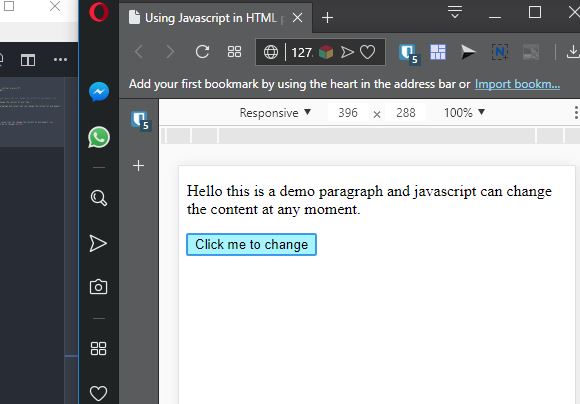 Using Javascript in HTML p
127.
5
Add your first bookmark by using the heart in the address bar or Import bookm...
5
Responsive ▼ 396 × 288 100% ▼
Hello this is a demo paragraph and javascript can change
the content at any moment.
Click me to change